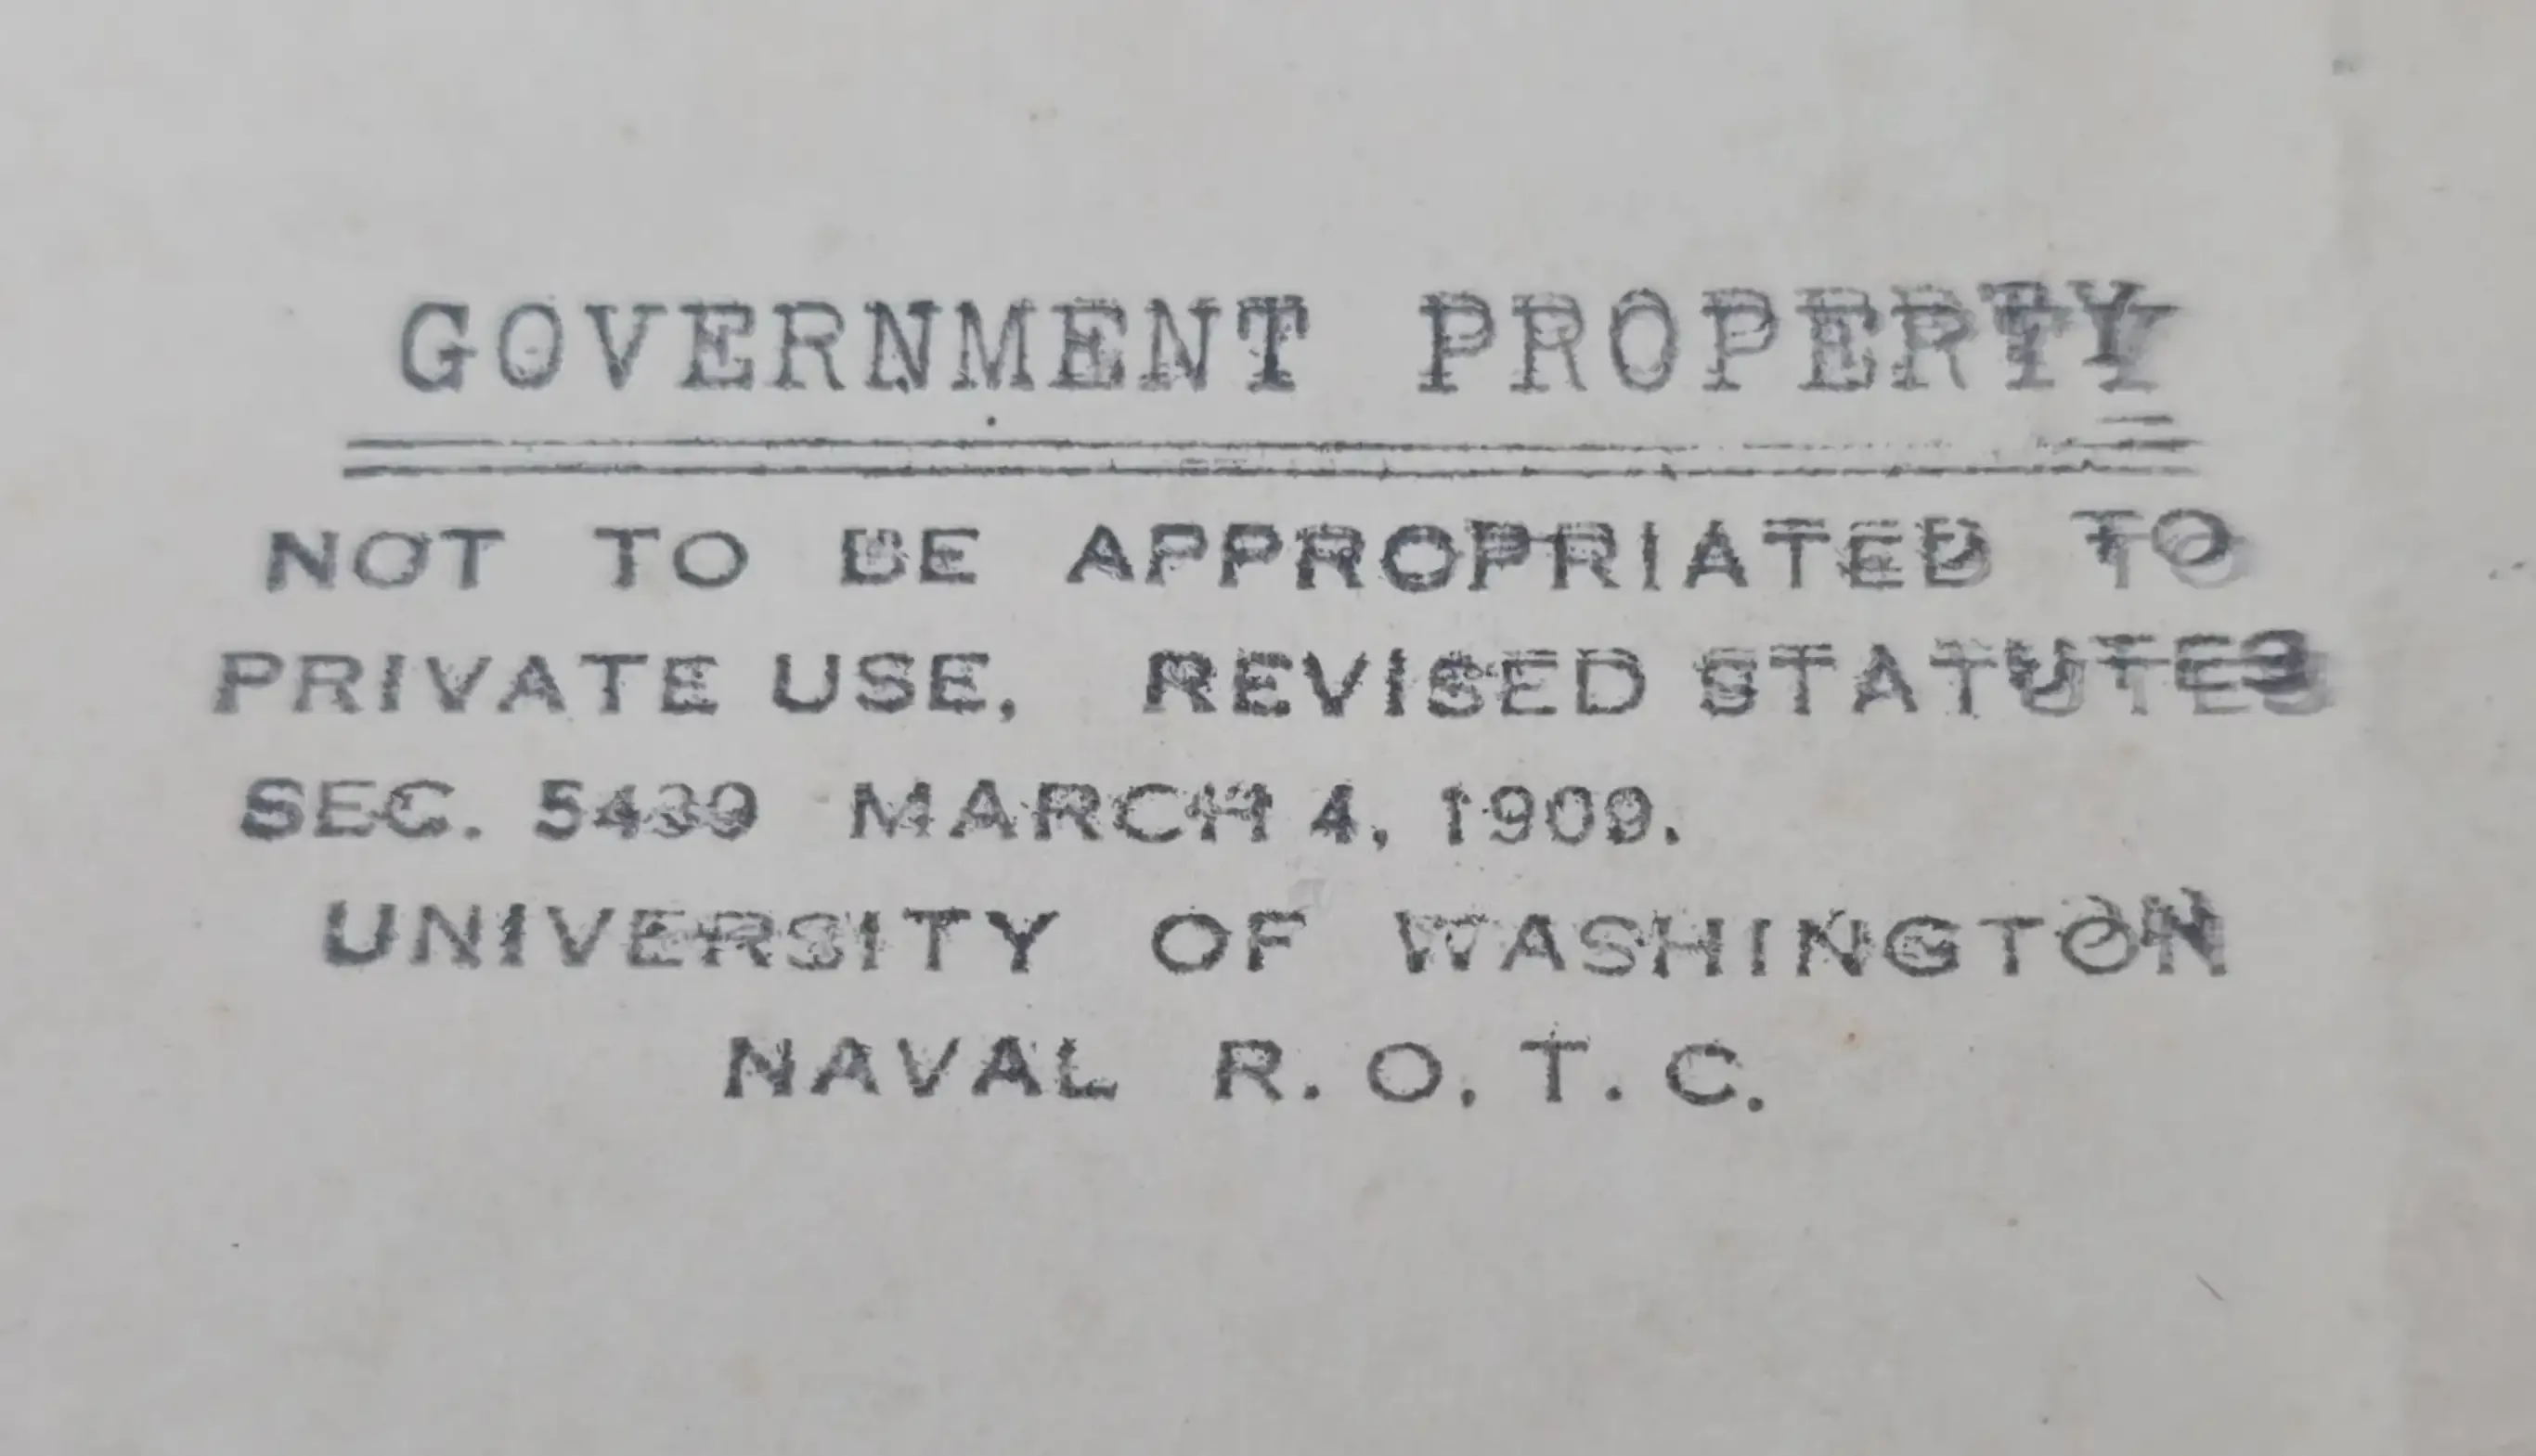 GOVERNMENT PROPERTY
NOT TO BE APPROPRIATED TO
PRIVATE USE, REVISED STATUTES
SEC. 5439 MARCH 4, 1909.
UNIVERSITY OF WASHINGTON
NAVAL R.O.T.C.